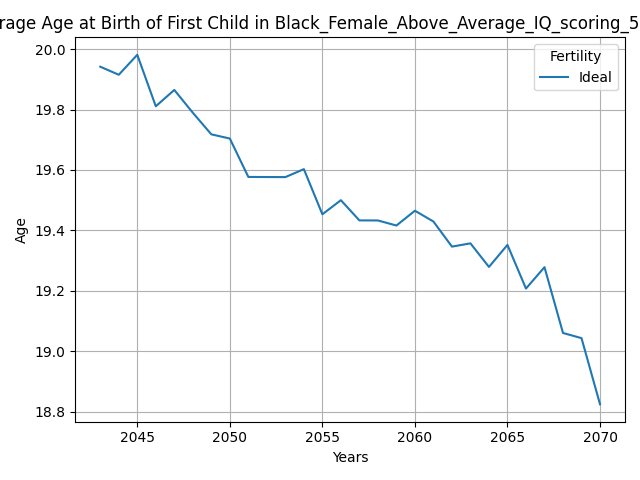 rage Age at Birth of First Child in Black_Female_Above_Average_IQ_scoring_5
Fertility
Ideal
20.0
19.8
19.6
19.4
19.2
19.0
18.8
Age
2045 2050 2055 2060 2065 2070
Years